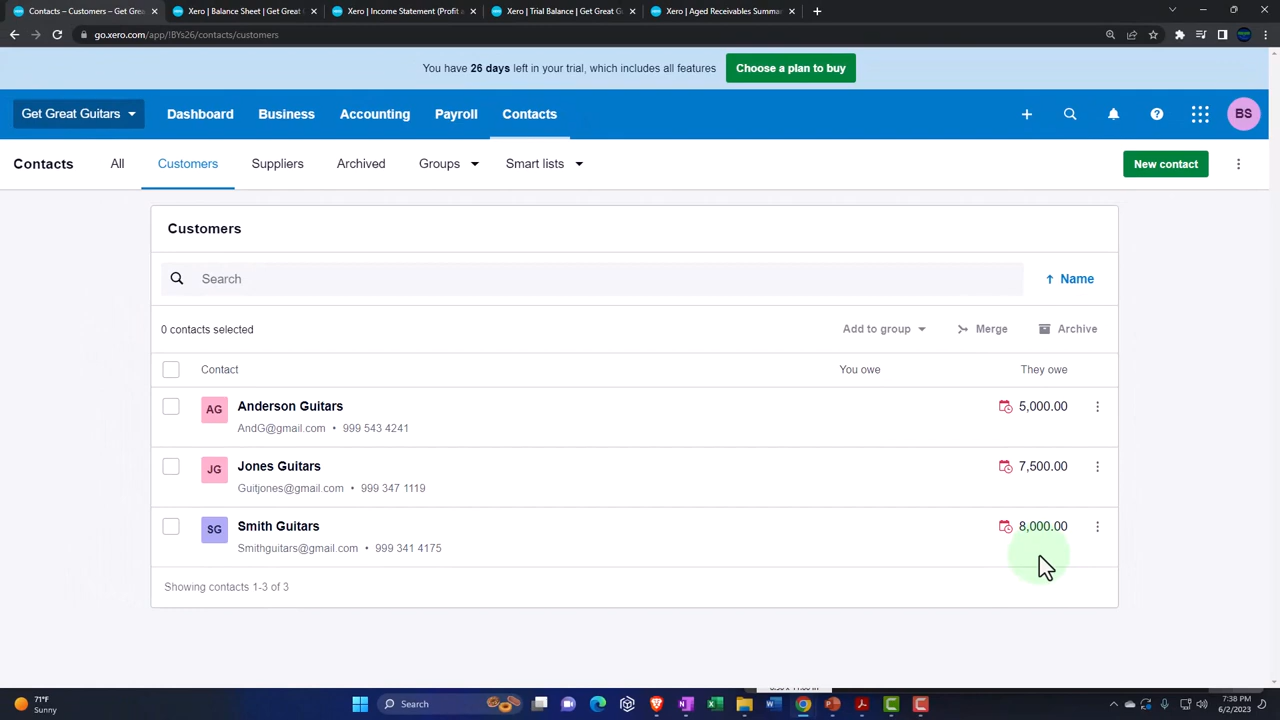 Contacts – Customers – Get Grea
Xero | Balance Sheet | Get Great
Xero | Income Statement (Profit a
Xero | Trial Balance | Get Great G
Xero | Aged Receivables Summar
go.xero.com/app/!BYs26/contacts/customers
You have 26 days left in your trial, which includes all features
Choose a plan to buy
Get Great Guitars
Dashboard
Business
Accounting
Payroll
Contacts
BS
Contacts
All
Customers
Suppliers
Archived
Groups
Smart lists
New contact
Customers
Search
Name
0 contacts selected
Add to group
Merge
Archive
Contact
You owe
They owe
AG
Anderson Guitars
5,000.00
AndG@gmail.com • 999 543 4241
JG
Jones Guitars
7,500.00
Guitjones@gmail.com • 999 347 1119
SG
Smith Guitars
8,000.00
Smithguitars@gmail.com • 999 341 4175
Showing contacts 1-3 of 3
71°F
Sunny
Search
7:38 PM
6/2/2023